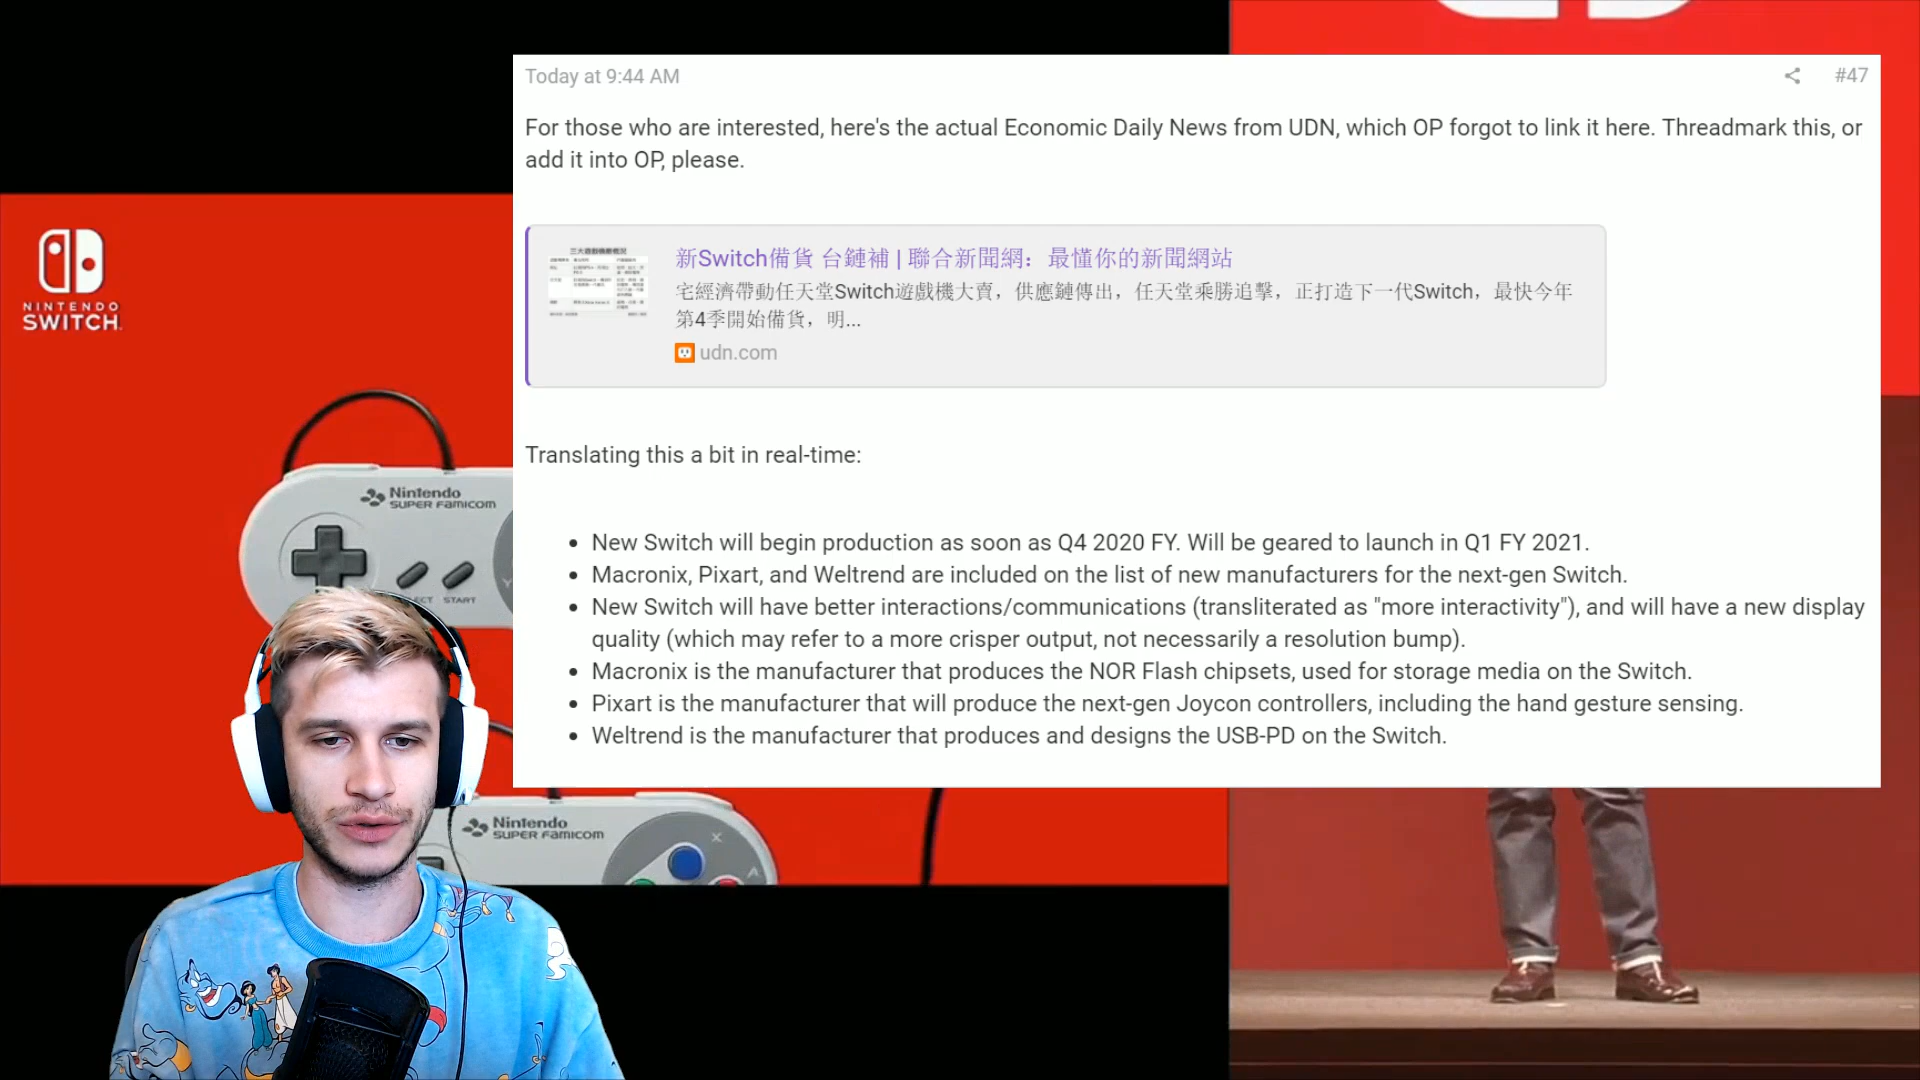 Today at 9:44 AM
#47
For those who are interested, here's the actual Economic Daily News from UDN, which OP forgot to link it here. Threadmark this, or
add it into OP, please.
新Switch備貨 台鏈補 | 聯合新聞網：最懂你的新聞網站
宅經濟帶動任天堂Switch遊戲機大賣，供應鏈傳出，任天堂乘勝追擊，正打造下一代Switch，最快今年
第4季開始備貨，明...
udn.com
Translating this a bit in real-time:
• New Switch will begin production as soon as Q4 2020 FY. Will be geared to launch in Q1 FY 2021.
• Macronix, Pixart, and Weltrend are included on the list of new manufacturers for the next-gen Switch.
• New Switch will have better interactions/communications (transliterated as "more interactivity"), and will have a new display
quality (which may refer to a more crisper output, not necessarily a resolution bump).
• Macronix is the manufacturer that produces the NOR Flash chipsets, used for storage media on the Switch.
• Pixart is the manufacturer that will produce the next-gen Joycon controllers, including the hand gesture sensing.
• Weltrend is the manufacturer that produces and designs the USB-PD on the Switch.
NINTENDO
SWITCH
Nintendo
SUPER FAMICOM
START
Y
Nintendo
SUPER FAMICOM
X
A